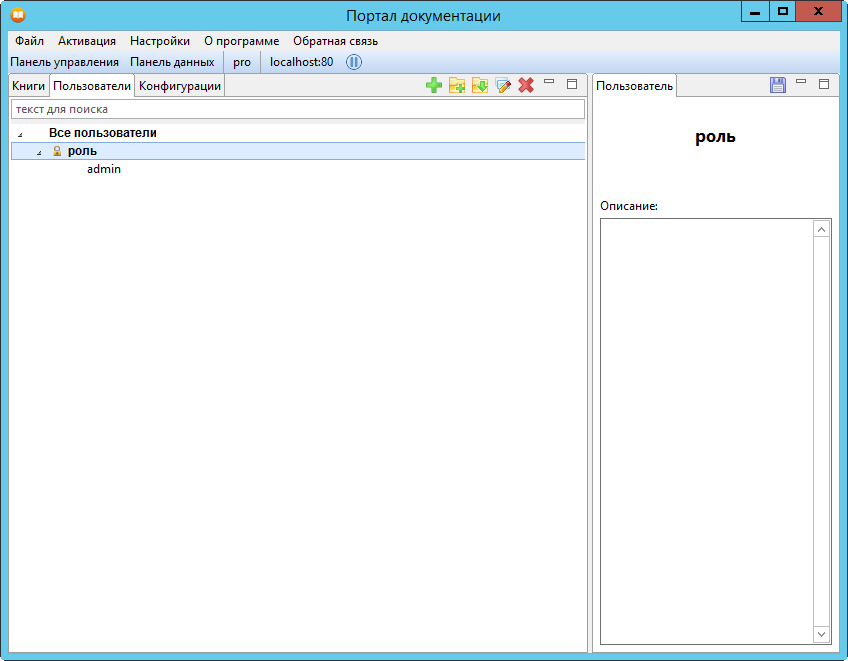 Портал документации
Файл Активация Настройки О программе Обратная связь
Панель управления Панель данных pro localhost:80
Книги Пользователи Конфигурации
Пользователь
текст для поиска
Все пользователи
роль
admin
роль
Описание: